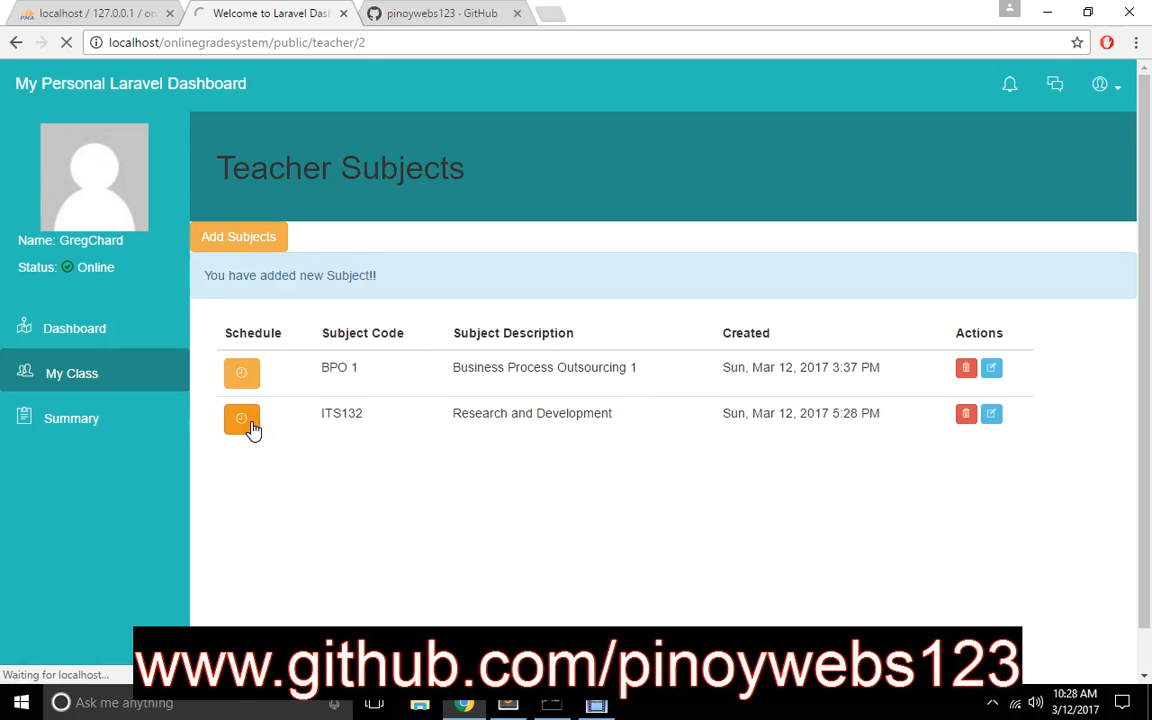 localhost / 127.0.0.1 / on
Welcome to Laravel Das
pinoywebs123 · GitHub
localhost/onlinegradesystem/public/teacher/2
My Personal Laravel Dashboard
Name: GregChard
Status: Online
Dashboard
My Class
Summary
Teacher Subjects
Add Subjects
You have added new Subject!!
Schedule Subject Code Subject Description Created Actions
BPO 1 Business Process Outsourcing 1 Sun, Mar 12, 2017 3:37 PM
ITS132 Research and Development Sun, Mar 12, 2017 5:28 PM
www.github.com/pinoywebs123
Waiting for localhost...
Ask me anything
10:28 AM
3/12/2017